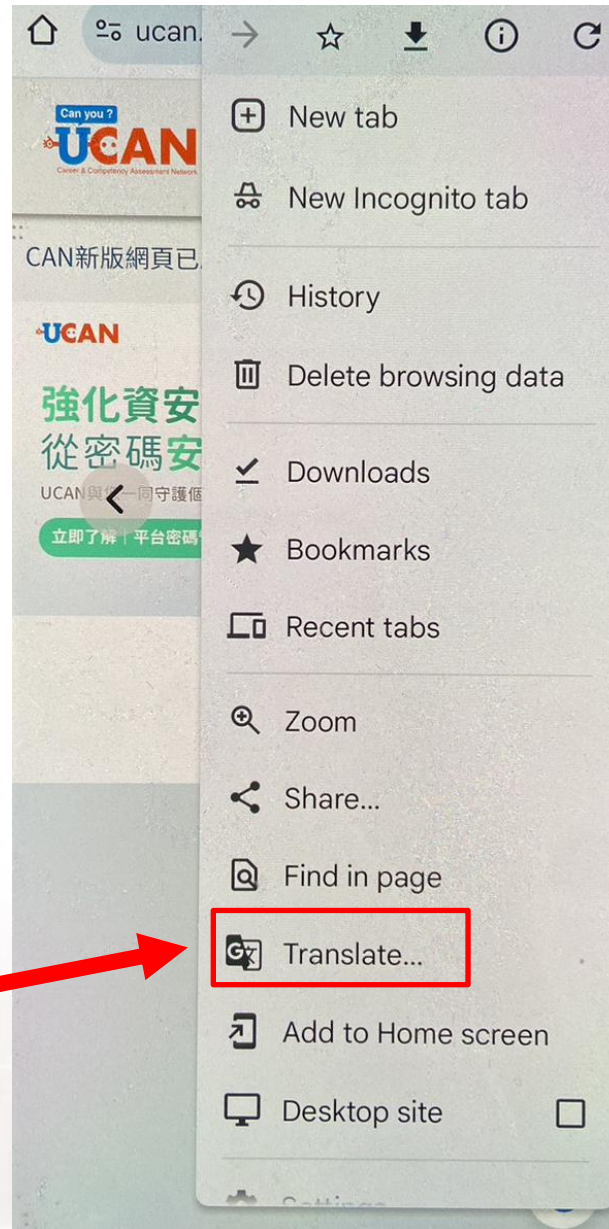 ucan.
Can you ?
UCAN
Career & Competency Assessment Network
CAN新版網頁已
UCAN
強化資安
從密碼安
UCAN與您一同守護個
立即了解｜平台密碼
New tab
New Incognito tab
History
Delete browsing data
Downloads
Bookmarks
Recent tabs
Zoom
Share...
Find in page
Translate...
Add to Home screen
Desktop site
Settings